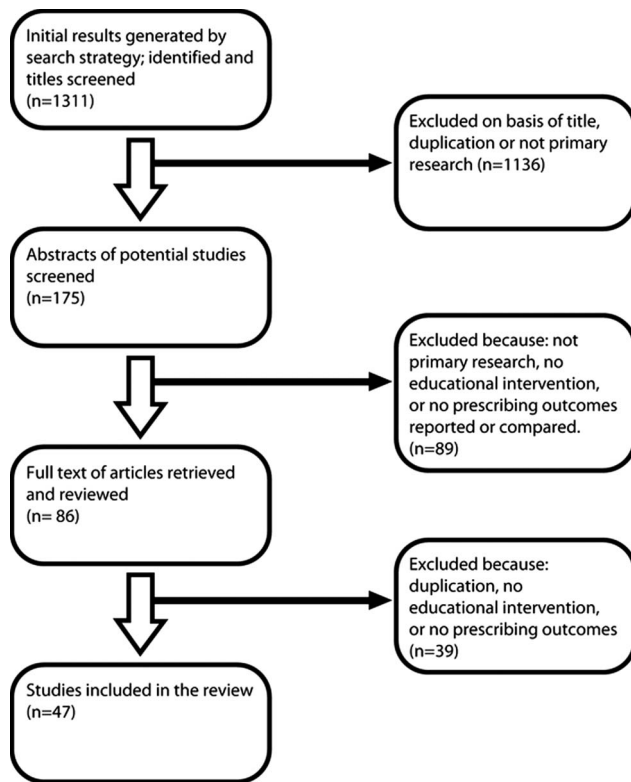 Initial results generated by
search strategy; identified and
titles screened
(n=1311)
Excluded on basis of title,
duplication or not primary
research (n=1136)
Abstracts of potential studies
screened
(n=175)
Excluded because: not
primary research, no
educational intervention,
or no prescribing outcomes
reported or compared.
(n=89)
Full text of articles retrieved
and reviewed
(n= 86)
Excluded because:
duplication, no
educational intervention,
or no prescribing outcomes
(n=39)
Studies included in the review
(n=47)